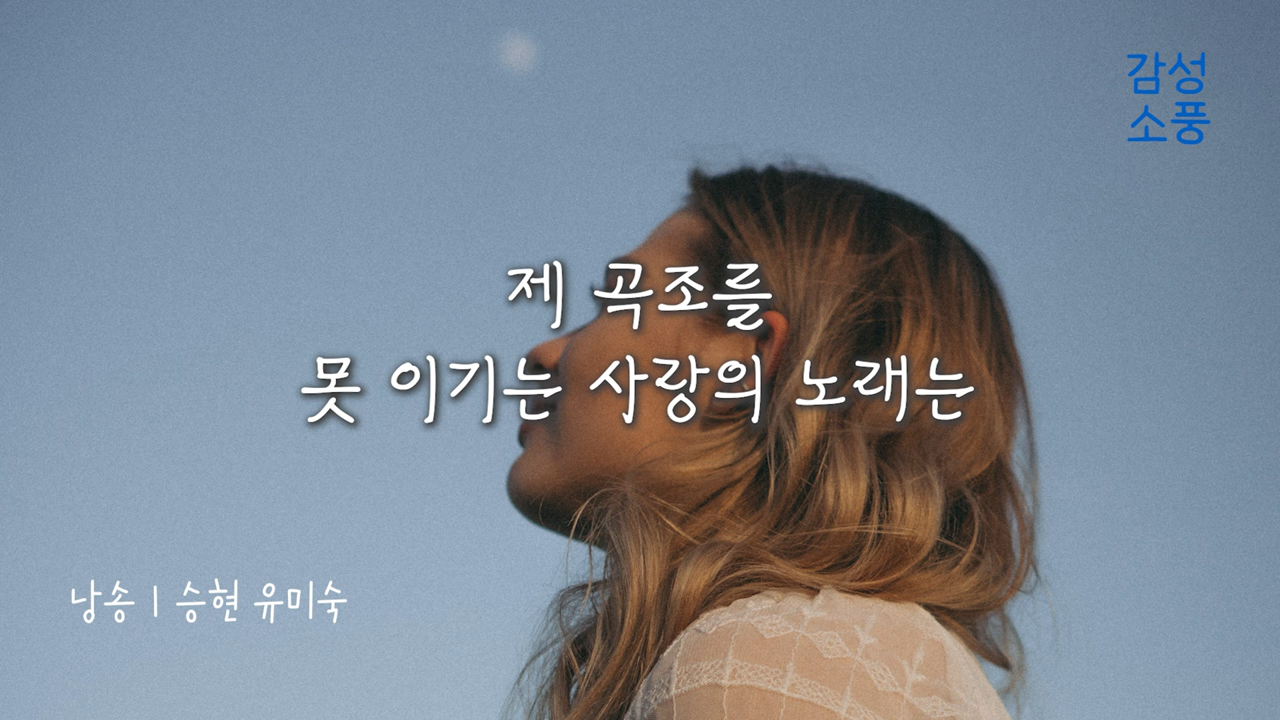 감성
소풍
제 곡조를
못 이기는 사랑의 노래는
낭송 | 승현 유미숙